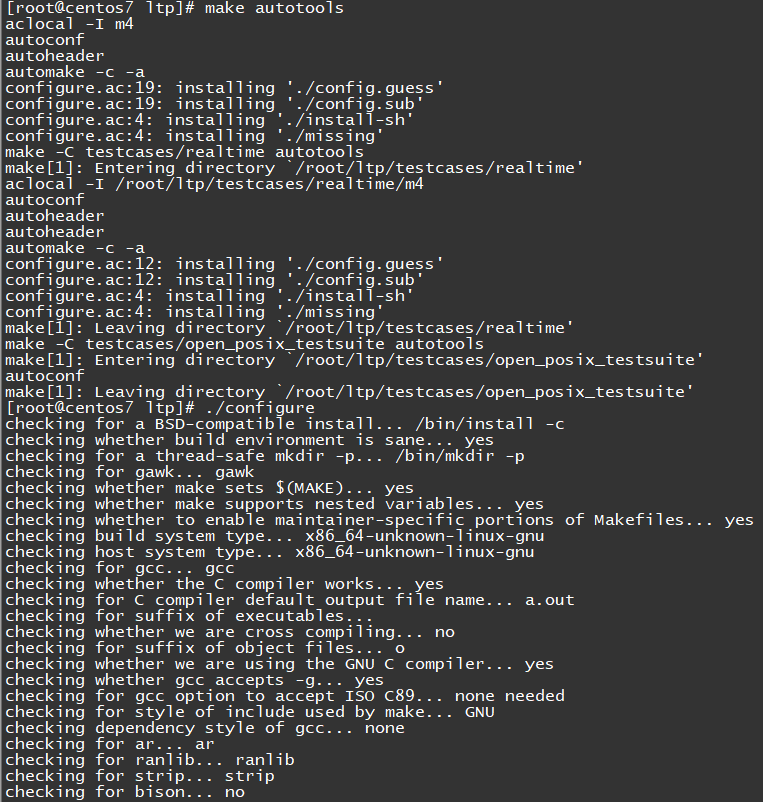 [root@centos7 ltp]# make autotools
aclocal -I m4
autoconf
autoheader
automake -c -a
configure.ac:19: installing './config.guess'
configure.ac:19: installing './config.sub'
configure.ac:4: installing './install-sh'
configure.ac:4: installing './missing'
make -C testcases/realtime autotools
make[1]: Entering directory `/root/ltp/testcases/realtime'
aclocal -I /root/ltp/testcases/realtime/m4
autoconf
autoheader
autoheader
automake -c -a
configure.ac:12: installing './config.guess'
configure.ac:12: installing './config.sub'
configure.ac:4: installing './install-sh'
configure.ac:4: installing './missing'
make[1]: Leaving directory `/root/ltp/testcases/realtime'
make -C testcases/open_posix_testsuite autotools
make[1]: Entering directory `/root/ltp/testcases/open_posix_testsuite'
autoconf
make[1]: Leaving directory `/root/ltp/testcases/open_posix_testsuite'
[root@centos7 ltp]# ./configure
checking for a BSD-compatible install... /bin/install -c
checking whether build environment is sane... yes
checking for a thread-safe mkdir -p... /bin/mkdir -p
checking for gawk... gawk
checking whether make sets $(MAKE)... yes
checking whether make supports nested variables... yes
checking whether to enable maintainer-specific portions of Makefiles... yes
checking build system type... x86_64-unknown-linux-gnu
checking host system type... x86_64-unknown-linux-gnu
checking for gcc... gcc
checking whether the C compiler works... yes
checking for C compiler default output file name... a.out
checking for suffix of executables...
checking whether we are cross compiling... no
checking for suffix of object files... o
checking whether we are using the GNU C compiler... yes
checking whether gcc accepts -g... yes
checking for gcc option to accept ISO C89... none needed
checking for style of include used by make... GNU
checking dependency style of gcc... none
checking for ar... ar
checking for ranlib... ranlib
checking for strip... strip
checking for bison... no